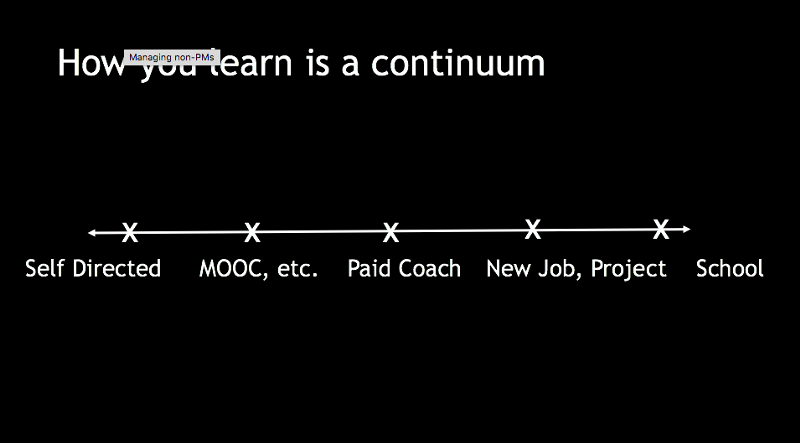 How you learn is a continuum
Managing non-PMs
X X X X X
Self Directed MOOC, etc. Paid Coach New Job, Project School